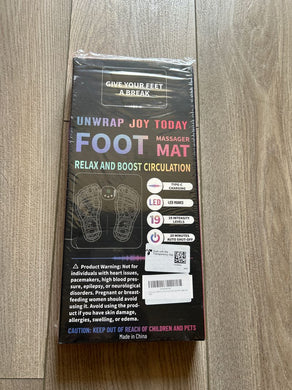 GIVE YOUR FEET
A BREAK
UNWRAP JOY TODAY
FOOT MASSAGER
MAT
RELAX AND BOOST CIRCULATION
TYPE-C
CHARGING
LED
LED MODES
19
19 INTENSITY
LEVELS
20 MINUTES
AUTO SHUT-OFF
⚠ Product Warning: Not for
individuals with heart issues,
pacemakers, high blood pres-
sure, epilepsy, or neurological
disorders. Pregnant or breast-
feeding women should avoid
using it. Avoid using the prod-
uct if you have skin damage,
allergies, swelling, or edema.
CAUTION: KEEP OUT OF REACH OF CHILDREN AND PETS
Made in China